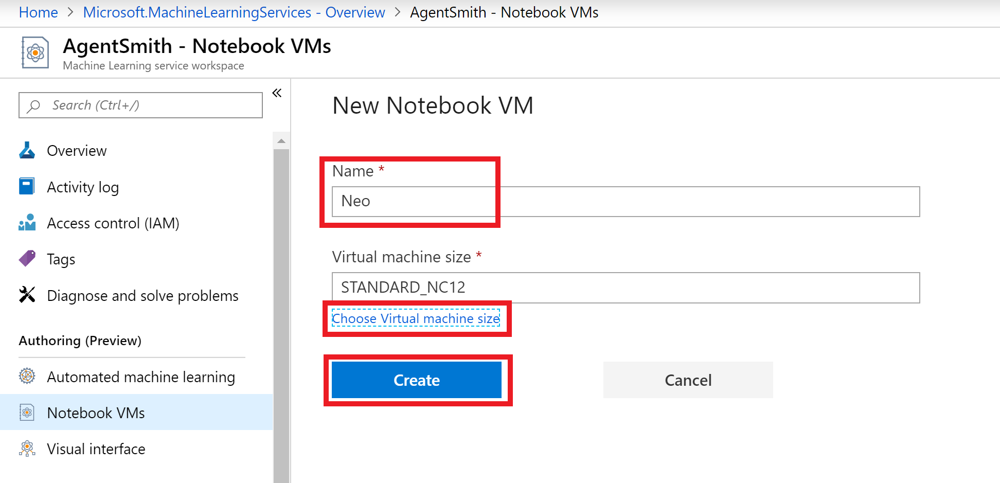 Home > Microsoft.MachineLearningServices - Overview > AgentSmith - Notebook VMs
AgentSmith - Notebook VMs
Machine Learning service workspace
Search (Ctrl+/)
Overview
Activity log
Access control (IAM)
Tags
Diagnose and solve problems
Authoring (Preview)
Automated machine learning
Notebook VMs
Visual interface
New Notebook VM
Name *
Neo
Virtual machine size *
STANDARD_NC12
Choose Virtual machine size
Create Cancel